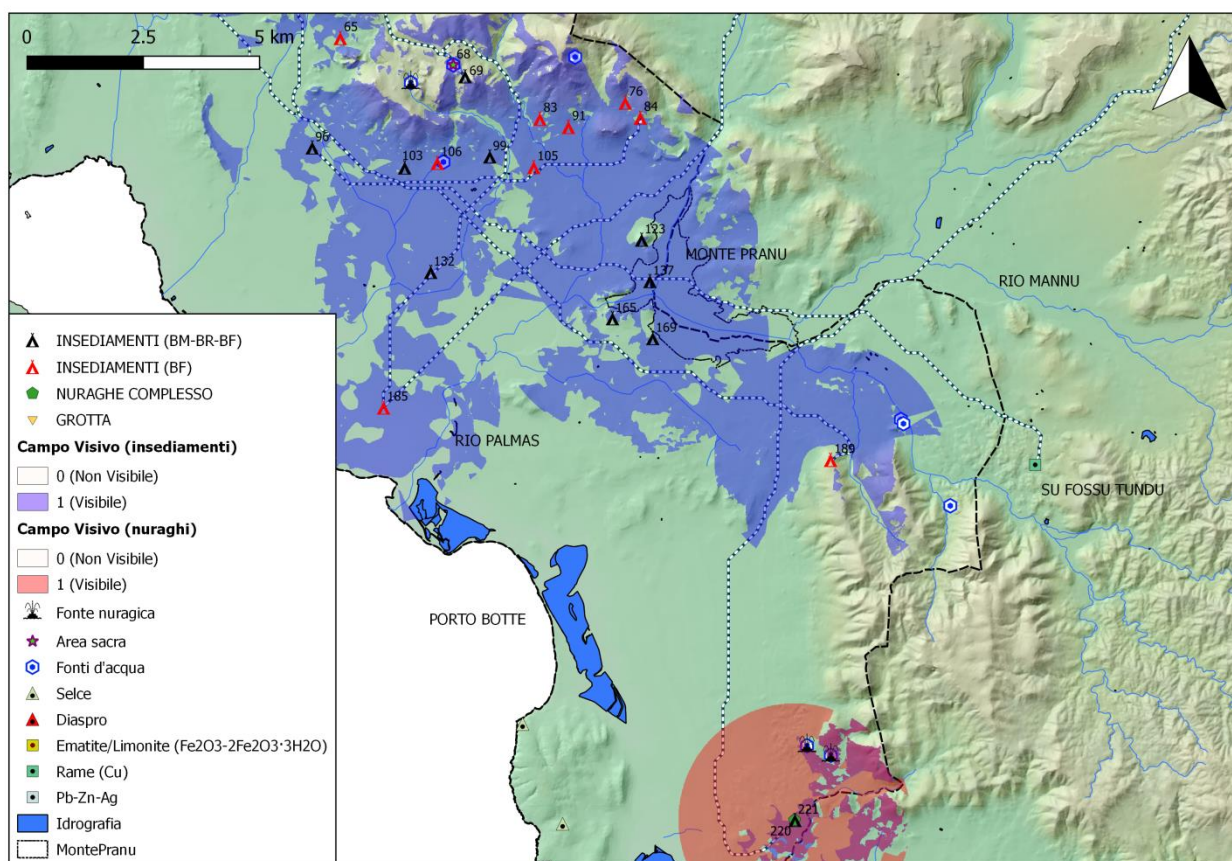 0 2.5 5 km
65
68
69
76
84
83
91
96
99
103
106
105
123
MONTE PRANU
137
RIO MANNU
132
165
169
185
RIO PALMAS
189
SU FOSSU TUNDU
PORTO BOTTE
221
220
INSEDIAMENTI (BM-BR-BF)
INSEDIAMENTI (BF)
NURAGHE COMPLESSO
GROTTA
Campo Visivo (insediamenti)
0 (Non Visibile)
1 (Visibile)
Campo Visivo (nuraghi)
0 (Non Visibile)
1 (Visibile)
Fonte nuragica
Area sacra
Fonti d'acqua
Selce
Diaspro
Ematite/Limonite (Fe2O3-2Fe2O3·3H2O)
Rame (Cu)
Pb-Zn-Ag
Idrografia
MontePranu